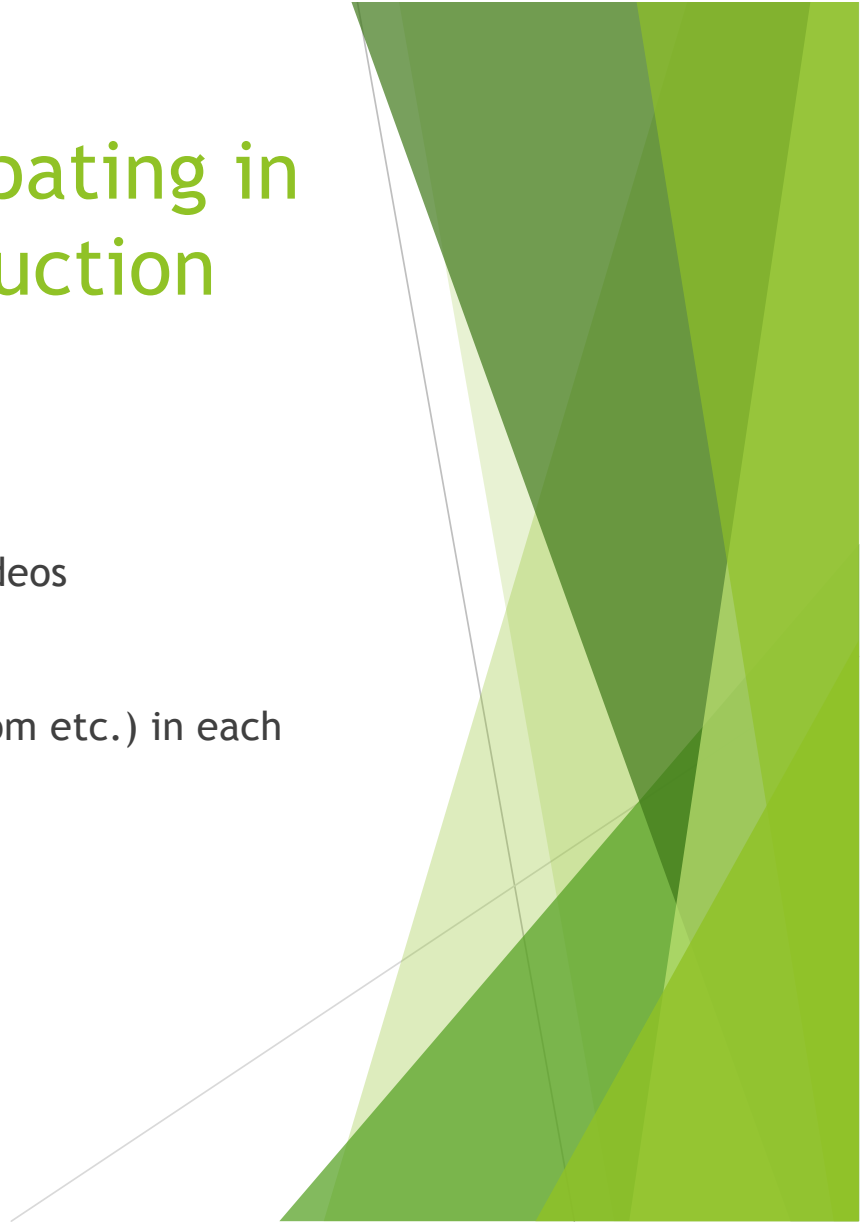 pating in
uction
deos
om etc.) in each